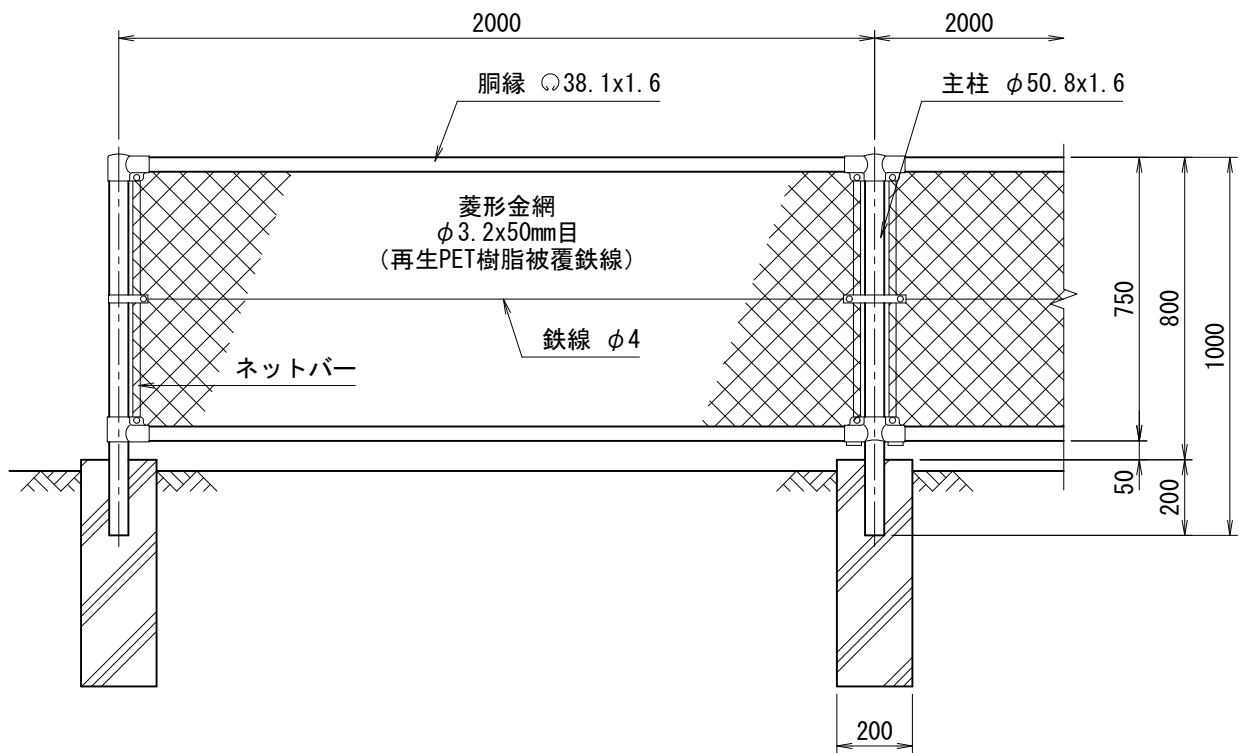 2000
2000
胴縁 38.1x1.6
主柱 φ50.8x1.6
菱形金網
φ3.2x50mm目
(再生PET樹脂被覆鉄線)
鉄線 φ4
ネットバー
750
800
1000
50
200
200